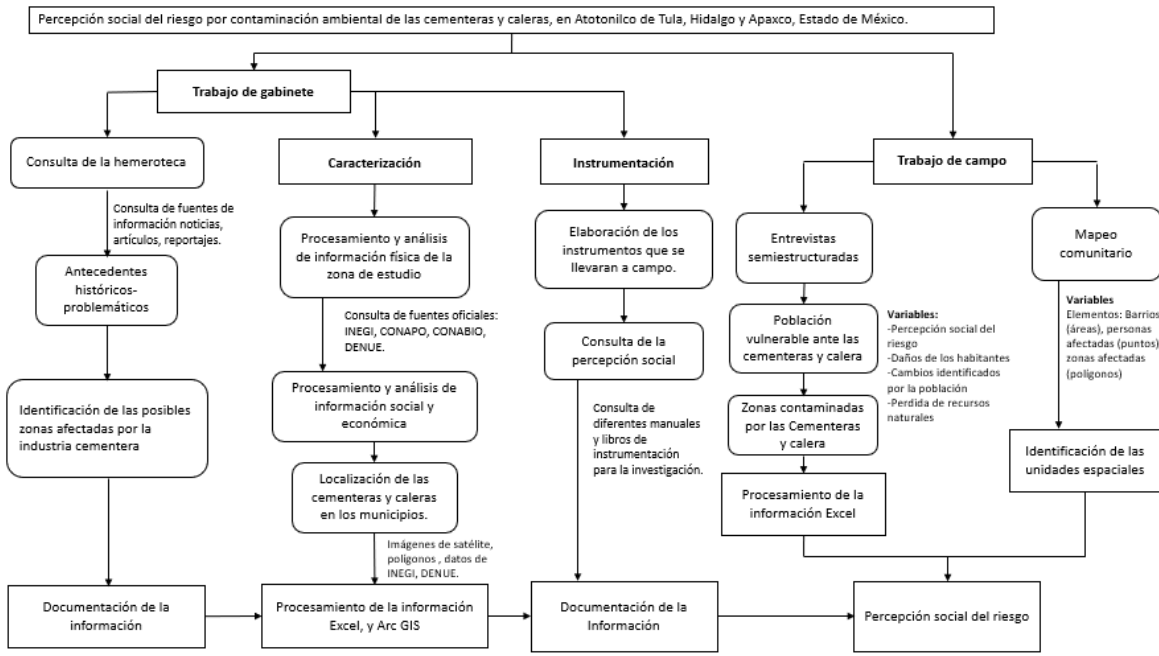 Percepción social del riesgo por contaminación ambiental de las cementeras y caleras, en Atotonilco de Tula, Hidalgo y Apaxco, Estado de México.
Trabajo de gabinete
Consulta de la hemeroteca
Caracterización
Instrumentación
Trabajo de campo
Consulta de fuentes de
información noticias,
artículos, reportajes.
Antecedentes
históricos-
problemáticos
Identificación de las posibles
zonas afectadas por la
industria cementera
Documentación de la
información
Procesamiento y análisis
de información física de la
zona de estudio
Consulta de fuentes oficiales:
INEGI, CONAPO, CONABIO,
DENUE.
Procesamiento y análisis de
información social y
económica
Localización de las
cementeras y caleras
en los municipios.
Imágenes de satélite,
polígonos , datos de
INEGI, DENUE.
Procesamiento de la información
Excel, y Arc GIS
Elaboración de los
instrumentos que se
llevaran a campo.
Consulta de la
percepción social
Consulta de
diferentes manuales
y libros de
instrumentación
para la investigación.
Documentación de la
Información
Entrevistas
semiestructuradas
Población
vulnerable ante las
cementeras y calera
Variables:
-Percepción social del
riesgo
-Daños de los habitantes
-Cambios identificados
por la población
-Perdida de recursos
naturales
Zonas contaminadas
por las Cementeras y
calera
Procesamiento de la
información Excel
Mapeo
comunitario
Variables
Elementos: Barrios
(áreas), personas
afectadas (puntos)
zonas afectadas
(polígonos)
Identificación de las
unidades espaciales
Percepción social del riesgo